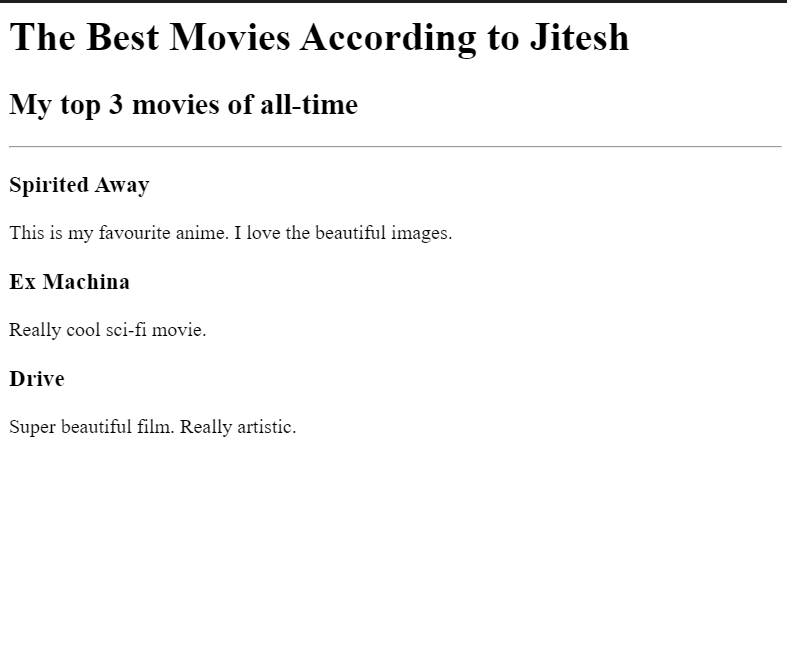 The Best Movies According to Jitesh
My top 3 movies of all-time
Spirited Away
This is my favourite anime. I love the beautiful images.
Ex Machina
Really cool sci-fi movie.
Drive
Super beautiful film. Really artistic.